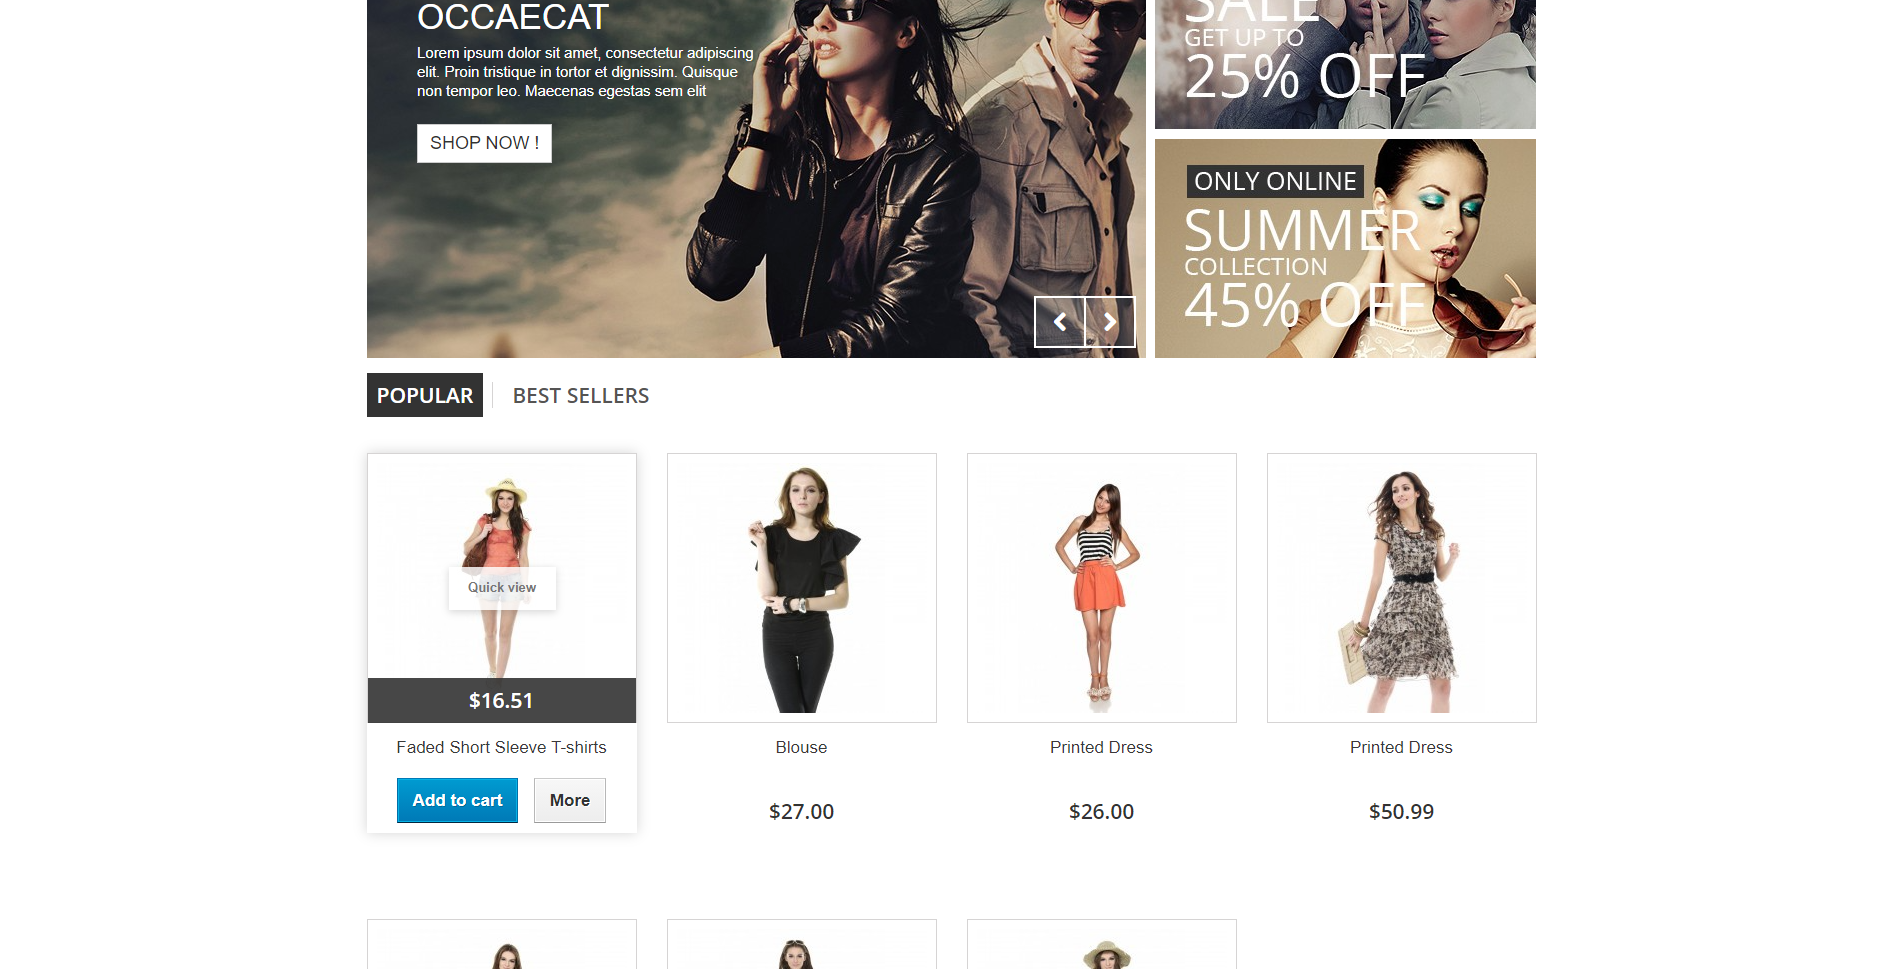 OCCAECAT
Lorem ipsum dolor sit amet, consectetur adipiscing
elit. Proin tristique in tortor et dignissim. Quisque
non tempor leo. Maecenas egestas sem elit
SHOP NOW !
SALE
GET UP TO
25% OFF
ONLY ONLINE
SUMMER
COLLECTION
45% OFF
POPULAR
BEST SELLERS
Quick view
$16.51
Faded Short Sleeve T-shirts
Add to cart
More
Blouse
$27.00
Printed Dress
$26.00
Printed Dress
$50.99